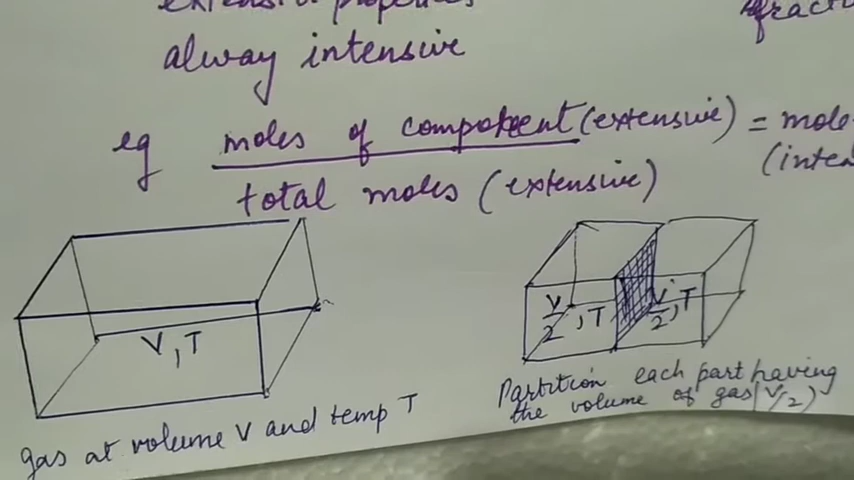 alway intensive
eg moles of component (extensive) = mole
total moles (extensive)
V, T
V/2, T
V/2, T
gas at volume V and temp T
Partition each part having
the volume of gas (V/2)